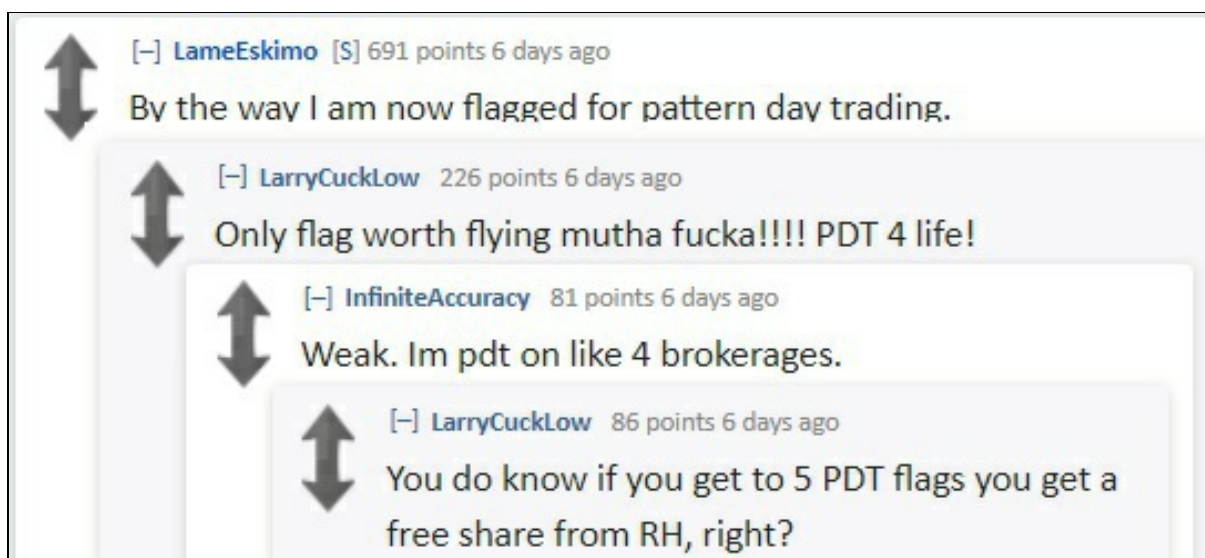 [–] LameEskimo [S] 691 points 6 days ago
By the way I am now flagged for pattern day trading.
[–] LarryCuckLow 226 points 6 days ago
Only flag worth flying mutha fucka!!!! PDT 4 life!
[–] InfiniteAccuracy 81 points 6 days ago
Weak. Im pdt on like 4 brokerages.
[–] LarryCuckLow 86 points 6 days ago
You do know if you get to 5 PDT flags you get a
free share from RH, right?